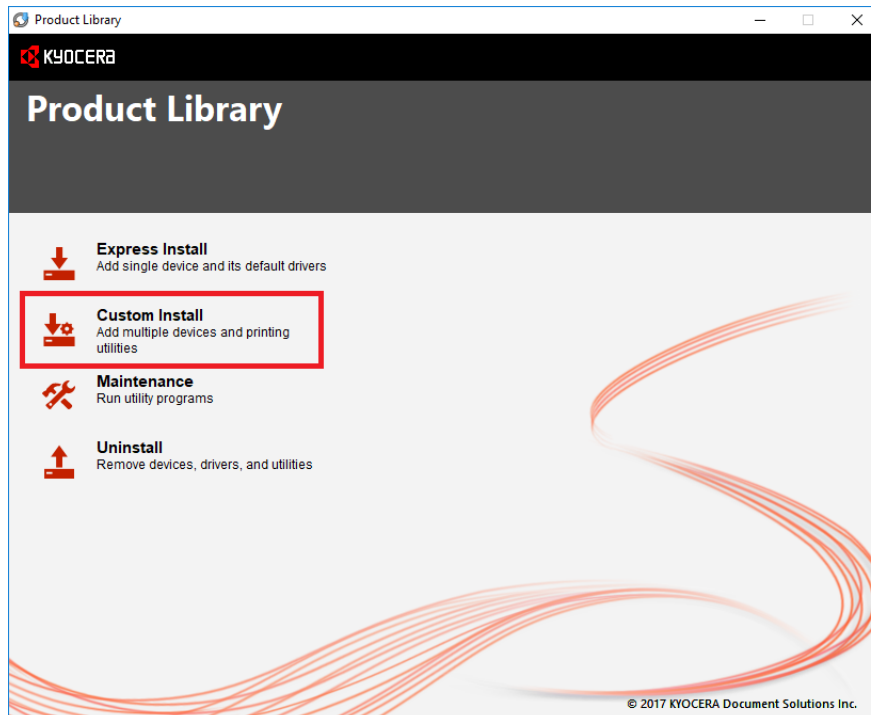 Product Library
KYOCERA
Product Library
Express Install
Add single device and its default drivers
Custom Install
Add multiple devices and printing
utilities
Maintenance
Run utility programs
Uninstall
Remove devices, drivers, and utilities
© 2017 KYOCERA Document Solutions Inc.